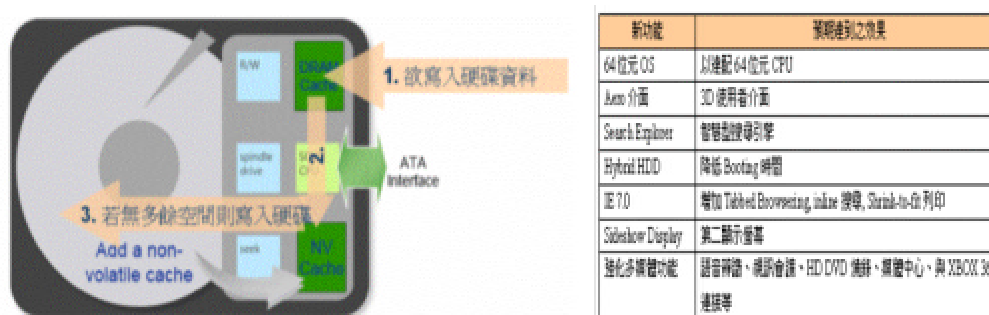 R/W
DRAM
Cache
1. 欲寫入硬碟資料
2.
spindle
drive
ATA
Interface
3. 若無多餘空間則寫入硬碟
Add a non-
volatile cache
seek
NV
Cache
新功能
預期達到之效果
64 位元 OS
以連配 64 位元 CPU
Aero 介面
3D 使用者介面
Search Explorer
智慧型搜尋引擎
Hybrid HDD
降低 Booting 時間
IE 7.0
增加 Tabbed Browsering, inline 搜尋, Shrink-to-fit 列印
Sideshow Display
第二顯示螢幕
強化多媒體功能
語音辨識、視訊會議、HD DVD 燒錄、媒體中心、與 XBOX 36
連接等